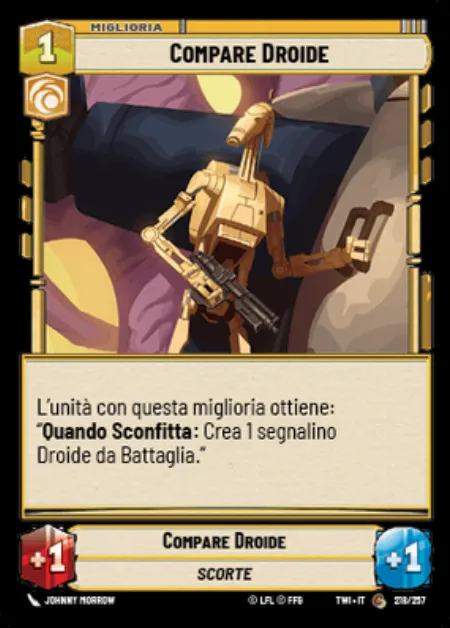 1
MIGLIORIA
COMPARE DROIDE
L'unità con questa miglioria ottiene:
"Quando Sconfitta: Crea 1 segnalino
Droide da Battaglia."
+1
COMPARE DROIDE
+1
SCORTE
JOHNNY MORROW
© LFL © FFG
TWI • IT
C
218/257